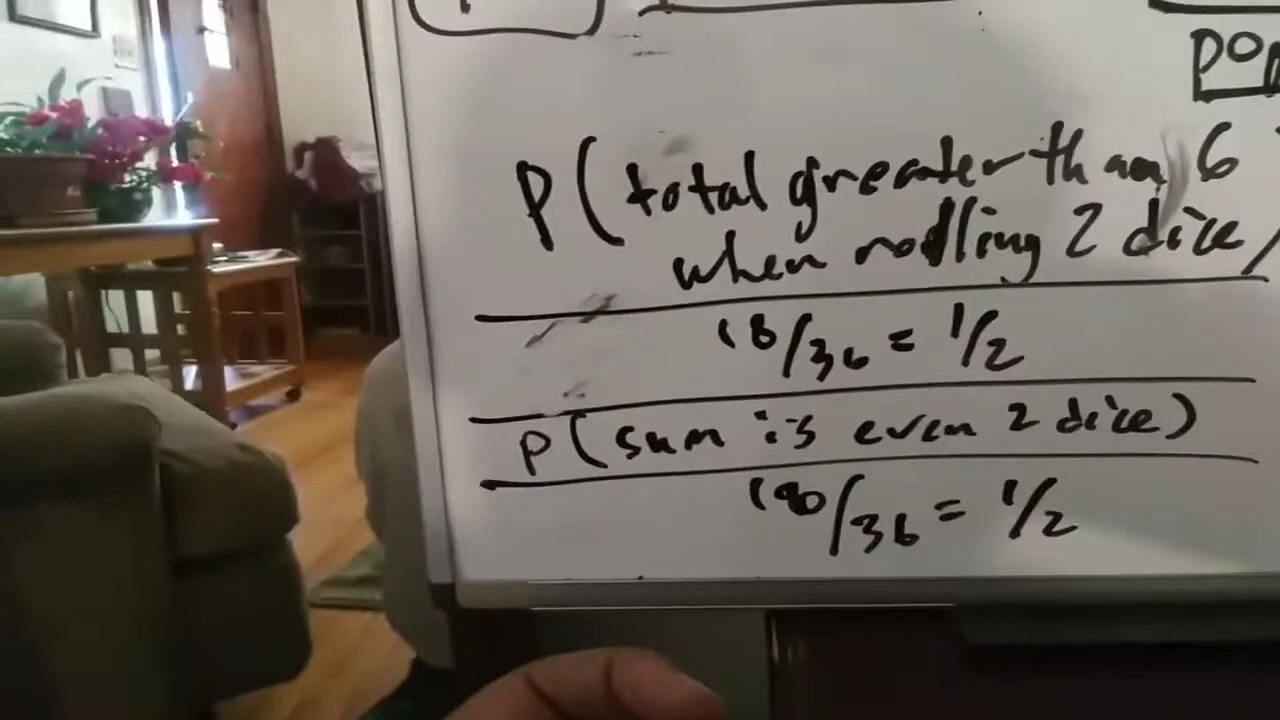 P(total greater than 6
when rolling 2 dice)
18/36 = 1/2
P(sum is even 2 dice)
18/36 = 1/2